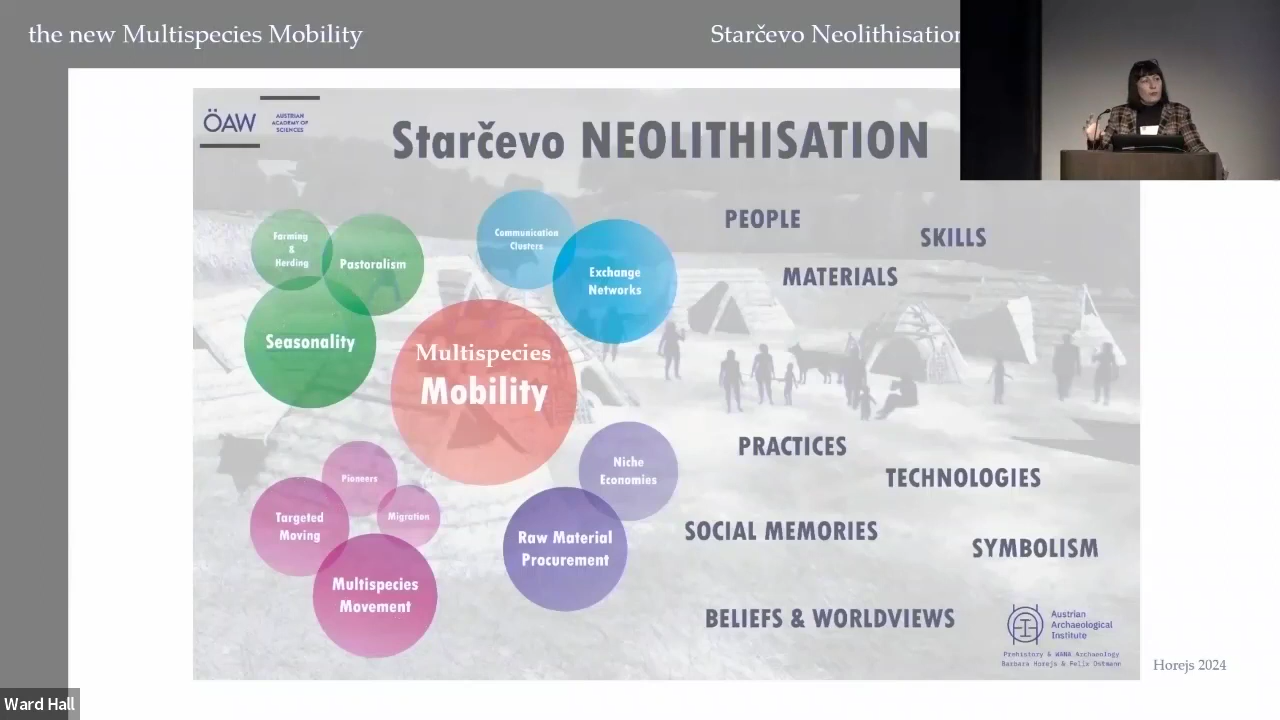 the new Multispecies Mobility
Starčevo Neolithisation
ÖAW
AUSTRIAN
ACADEMY OF
SCIENCES
Starčevo NEOLITHISATION
Farming
&
Herding
Pastoralism
Seasonality
Communication
Clusters
Exchange
Networks
Multispecies
Mobility
PEOPLE
SKILLS
MATERIALS
Pioneers
Migration
Targeted
Moving
Multispecies
Movement
Niche
Economies
Raw Material
Procurement
PRACTICES
TECHNOLOGIES
SOCIAL MEMORIES
SYMBOLISM
BELIEFS & WORLDVIEWS
Austrian
Archaeological
Institute
Prehistory & WANA Archaeology
Barbara Horejs & Felix Ostmann
Horejs 2024
Ward Hall